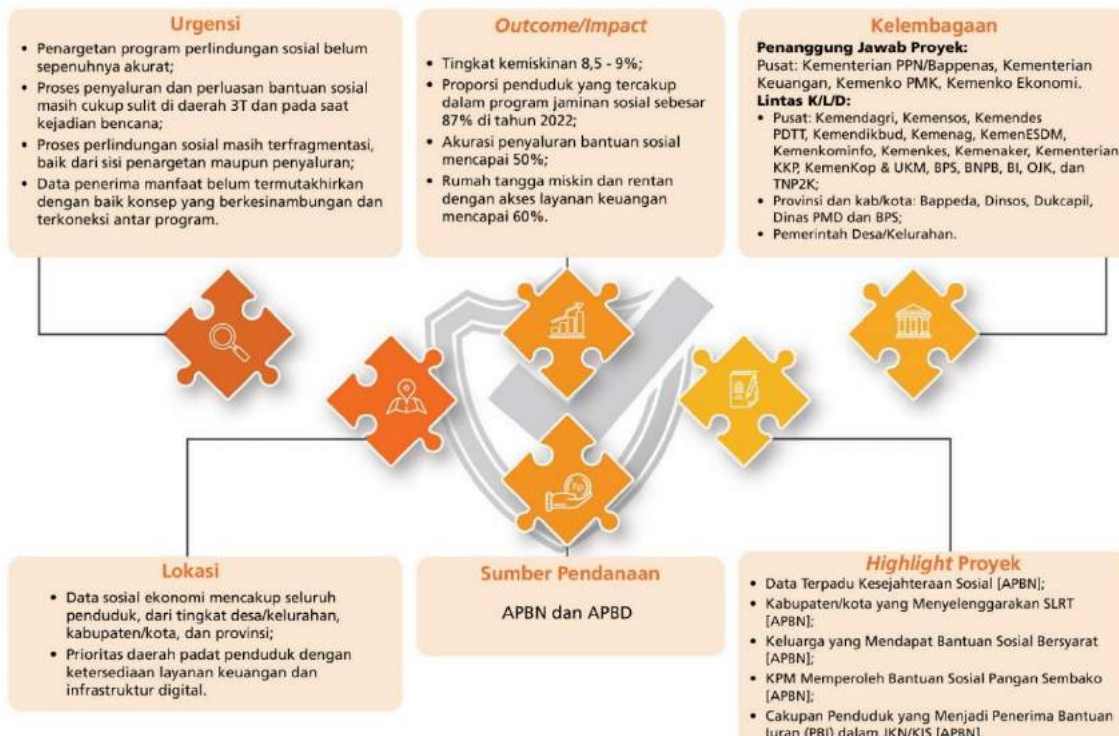 Urgensi
• Penargetan program perlindungan sosial belum
sepenuhnya akurat;
• Proses penyaluran dan perluasan bantuan sosial
masih cukup sulit di daerah 3T dan pada saat
kejadian bencana;
• Proses perlindungan sosial masih terfragmentasi,
baik dari sisi penargetan maupun penyaluran;
• Data penerima manfaat belum termutakhirkan
dengan baik konsep yang berkesinambungan dan
terkoneksi antar program.
Outcome/Impact
• Tingkat kemiskinan 8,5 - 9%;
• Proporsi penduduk yang tercakup
dalam program jaminan sosial sebesar
87% di tahun 2022;
• Akurasi penyaluran bantuan sosial
mencapai 50%;
• Rumah tangga miskin dan rentan
dengan akses layanan keuangan
mencapai 60%.
Kelembagaan
Penanggung Jawab Proyek:
Pusat: Kementerian PPN/Bappenas, Kementerian
Keuangan, Kemenko PMK, Kemenko Ekonomi.
Lintas K/L/D:
• Pusat: Kemendagri, Kemensos, Kemendes
PDTT, Kemendikbud, Kemenag, KemenESDM,
Kemenkominfo, Kemenkes, Kemenaker, Kementerian
KKP, KemenKop & UKM, BPS, BNPB, BI, OJK, dan
TNP2K;
• Provinsi dan kab/kota: Bappeda, Dinsos, Dukcapil,
Dinas PMD dan BPS;
• Pemerintah Desa/Kelurahan.
Rp
Lokasi
• Data sosial ekonomi mencakup seluruh
penduduk, dari tingkat desa/kelurahan,
kabupaten/kota, dan provinsi;
• Prioritas daerah padat penduduk dengan
ketersediaan layanan keuangan dan
infrastruktur digital.
Sumber Pendanaan
APBN dan APBD
Highlight Proyek
• Data Terpadu Kesejahteraan Sosial [APBN];
• Kabupaten/kota yang Menyelenggarakan SLRT
[APBN];
• Keluarga yang Mendapat Bantuan Sosial Bersyarat
[APBN];
• KPM Memperoleh Bantuan Sosial Pangan Sembako
[APBN];
• Cakupan Penduduk yang Menjadi Penerima Bantuan
Iuran (PBI) dalam JKN/KIS [APBN].